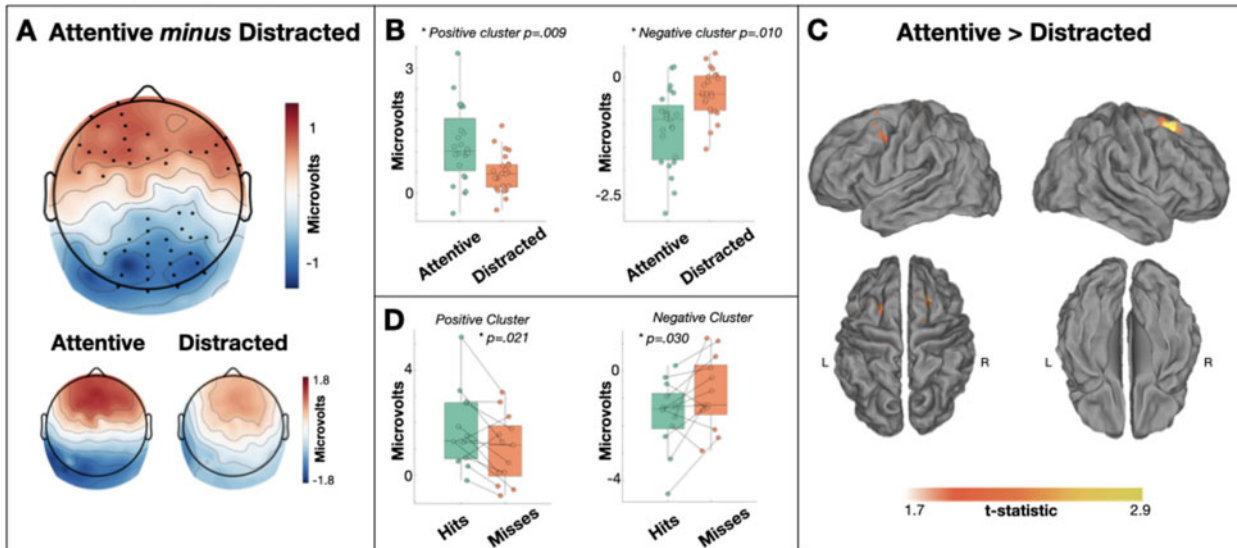 A Attentive minus Distracted
1
-1
Microvolts
Attentive
Distracted
1.8
-1.8
Microvolts
B
* Positive cluster p=.009
3
0
Microvolts
Attentive
Distracted
* Negative cluster p=.010
0
-2.5
Microvolts
Attentive
Distracted
D
Positive Cluster
* p=.021
4
0
Microvolts
Hits
Misses
Negative Cluster
* p=.030
0
-4
Microvolts
Hits
Misses
C Attentive > Distracted
L
R
L
R
1.7 t-statistic 2.9